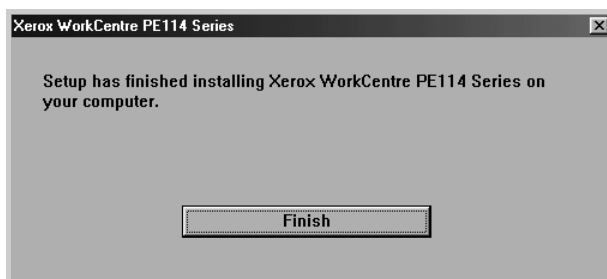 Xerox WorkCentre PE114 Series
Setup has finished installing Xerox WorkCentre PE114 Series on
your computer.
Finish